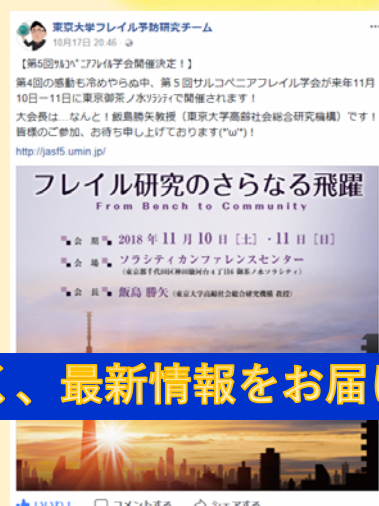 東京大学フレイル予防研究チーム
10月17日 20:46
【第5回ｻﾙｺﾍﾟﾆｱﾌﾚｲﾙ学会開催決定！】
第4回の感動も冷めやらぬ中、第５回サルコペニアフレイル学会が来年11月
10日ー11日に東京御茶ノ水ｿﾗｼﾃｨで開催されます！
大会長は…なんと！飯島勝矢教授（東京大学高齢社会総合研究機構）です！
皆様のご参加、お待ち申し上げております(*'ω'*)！
http://jasf5.umin.jp/
フレイル研究のさらなる飛躍
From Bench to Community
会 期 2018 年 11 月 10 日 ［土］・11 日 ［日］
会 場 ソラシティカンファレンスセンター
（東京都千代田区神田駿河台 4 丁目6 御茶ノ水ソラシティ）
会 長 飯島 勝矢（東京大学高齢社会総合研究機構 教授）
く、最新情報をお届け
いいね！ コメントする シェアする